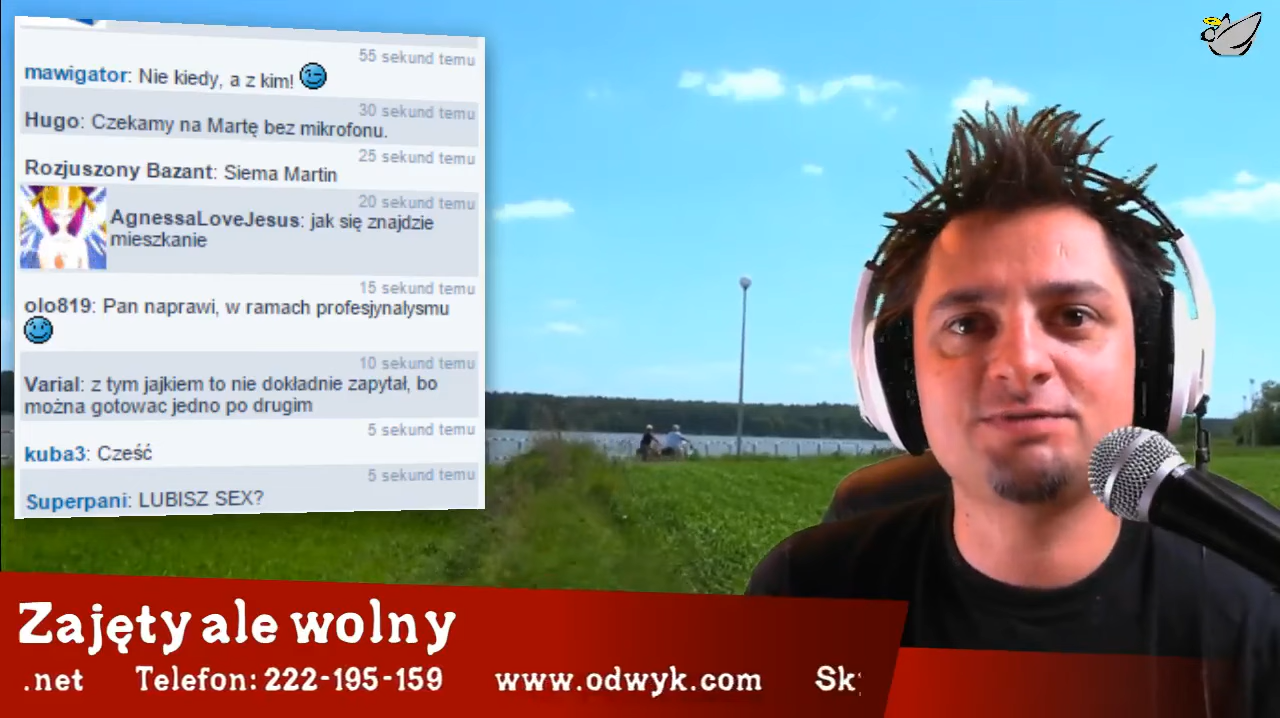 55 sekund temu
mawigator: Nie kiedy, a z kim!
30 sekund temu
Hugo: Czekamy na Martę bez mikrofonu.
25 sekund temu
Rozjuszony Bazant: Siema Martin
20 sekund temu
AgnessaLoveJesus: jak się znajdzie
mieszkanie
15 sekund temu
olo819: Pan naprawi, w ramach profesjynalysmu
10 sekund temu
Varial: z tym jajkiem to nie dokładnie zapytał, bo
można gotowac jedno po drugim
5 sekund temu
kuba3: Cześć
5 sekund temu
Superpani: LUBISZ SEX?
Zajęty ale wolny
.net Telefon: 222-195-159 www.odwyk.com Sk